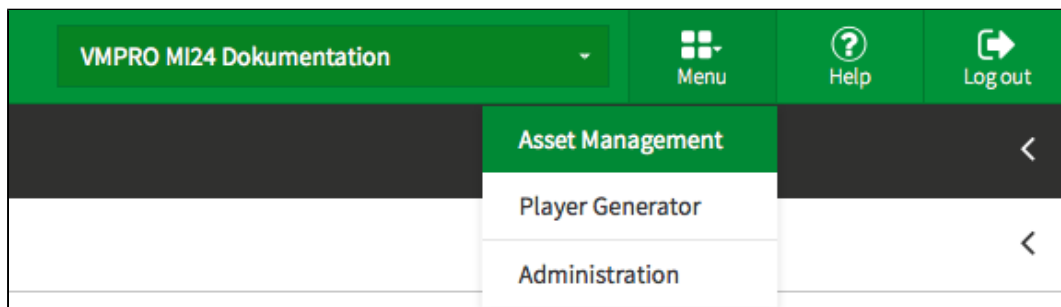 VMPRO MI24 Dokumentation
Menu
Help
Log out
Asset Management
Player Generator
Administration